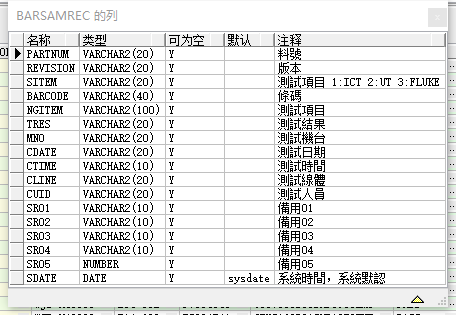 BARSAMREC 的列
名称 类型 可为空 默认 注释
PARTNUM VARCHAR2(20) Y 料號
REVISION VARCHAR2(20) Y 版本
SITEM VARCHAR2(20) Y 測試項目 1:ICT 2:UT 3:FLUKE
BARCODE VARCHAR2(40) Y 條碼
NGITEM VARCHAR2(100) Y 測試項目
TRES VARCHAR2(20) Y 測試結果
MNO VARCHAR2(20) Y 測試機台
CDATE VARCHAR2(20) Y 測試日期
CTIME VARCHAR2(10) Y 測試時間
CLINE VARCHAR2(20) Y 測試線體
CUID VARCHAR2(20) Y 測試人員
SR01 VARCHAR2(10) Y 備用01
SR02 VARCHAR2(10) Y 備用02
SR03 VARCHAR2(10) Y 備用03
SR04 VARCHAR2(10) Y 備用04
SR05 NUMBER Y 備用05
SDATE DATE Y sysdate 系統時間，系統默認